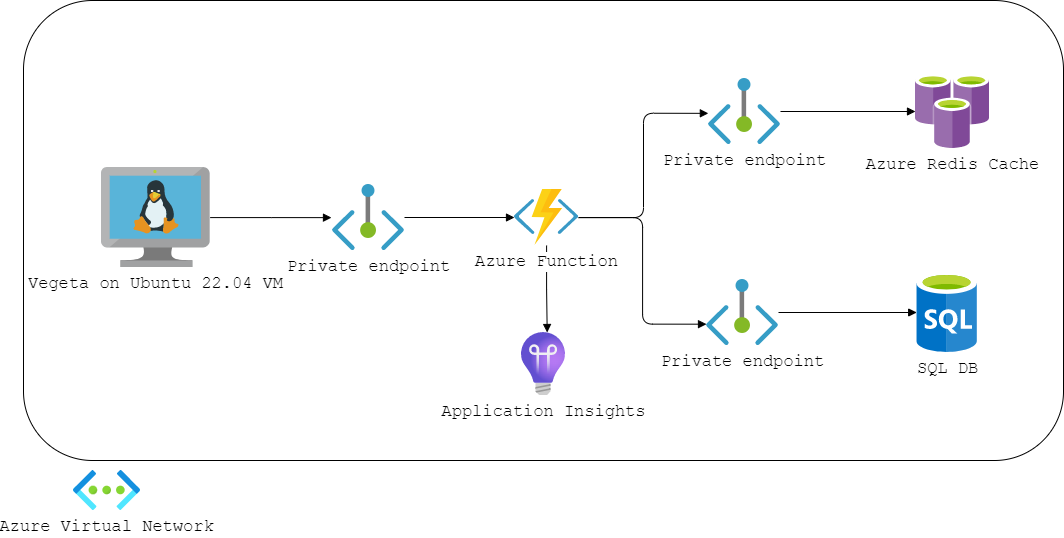 Private endpoint
Azure Redis Cache
Private endpoint
Azure Function
Vegeta on Ubuntu 22.04 VM
Private endpoint
SQL
SQL DB
Application Insights
Azure Virtual Network